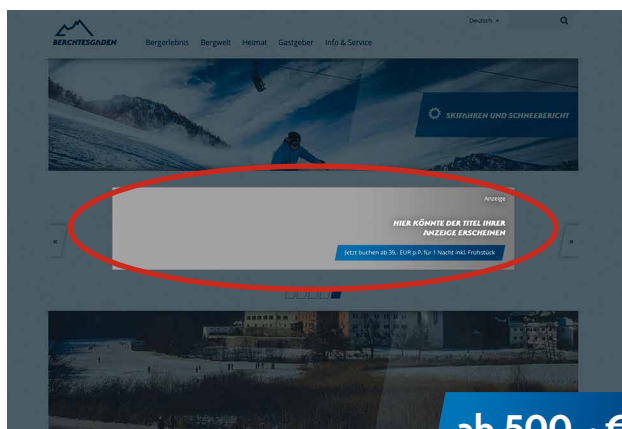 Deutsch
BERCHTESGADEN
Bergerlebnis Bergwelt Heimat Gastgeber Info & Service
SKIFAHREN UND SCHNEEBERICHT
Anzeige
HIER KÖNNTE DER TITEL IHRER
ANZEIGE ERSCHEINEN
Jetzt buchen ab 39,- EUR p.P. für 1 Nacht inkl. Frühstück
« »
ab 500,- €